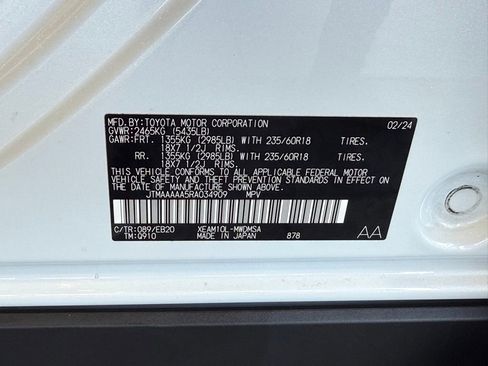 MFD.BY:TOYOTA MOTOR CORPORATION 02/24
GVWR:2465KG (5435LB)
GAWR:FRT. 1355KG (2985LB) WITH 235/60R18 TIRES.
18X7 1/2J RIMS.
RR. 1355KG (2985LB) WITH 235/60R18 TIRES.
18X7 1/2J RIMS.
THIS VEHICLE CONFORMS TO ALL APPLICABLE FEDERAL MOTOR
VEHICLE SAFETY AND THEFT PREVENTION STANDARDS IN
EFFECT ON THE DATE OF MANUFACTURE SHOWN ABOVE.
JTMAAAAA5RA034909 MPV
C/TR:089/EB20 XEAM10L-MWDMSA AA
TM:Q910 MADE IN JAPAN 878